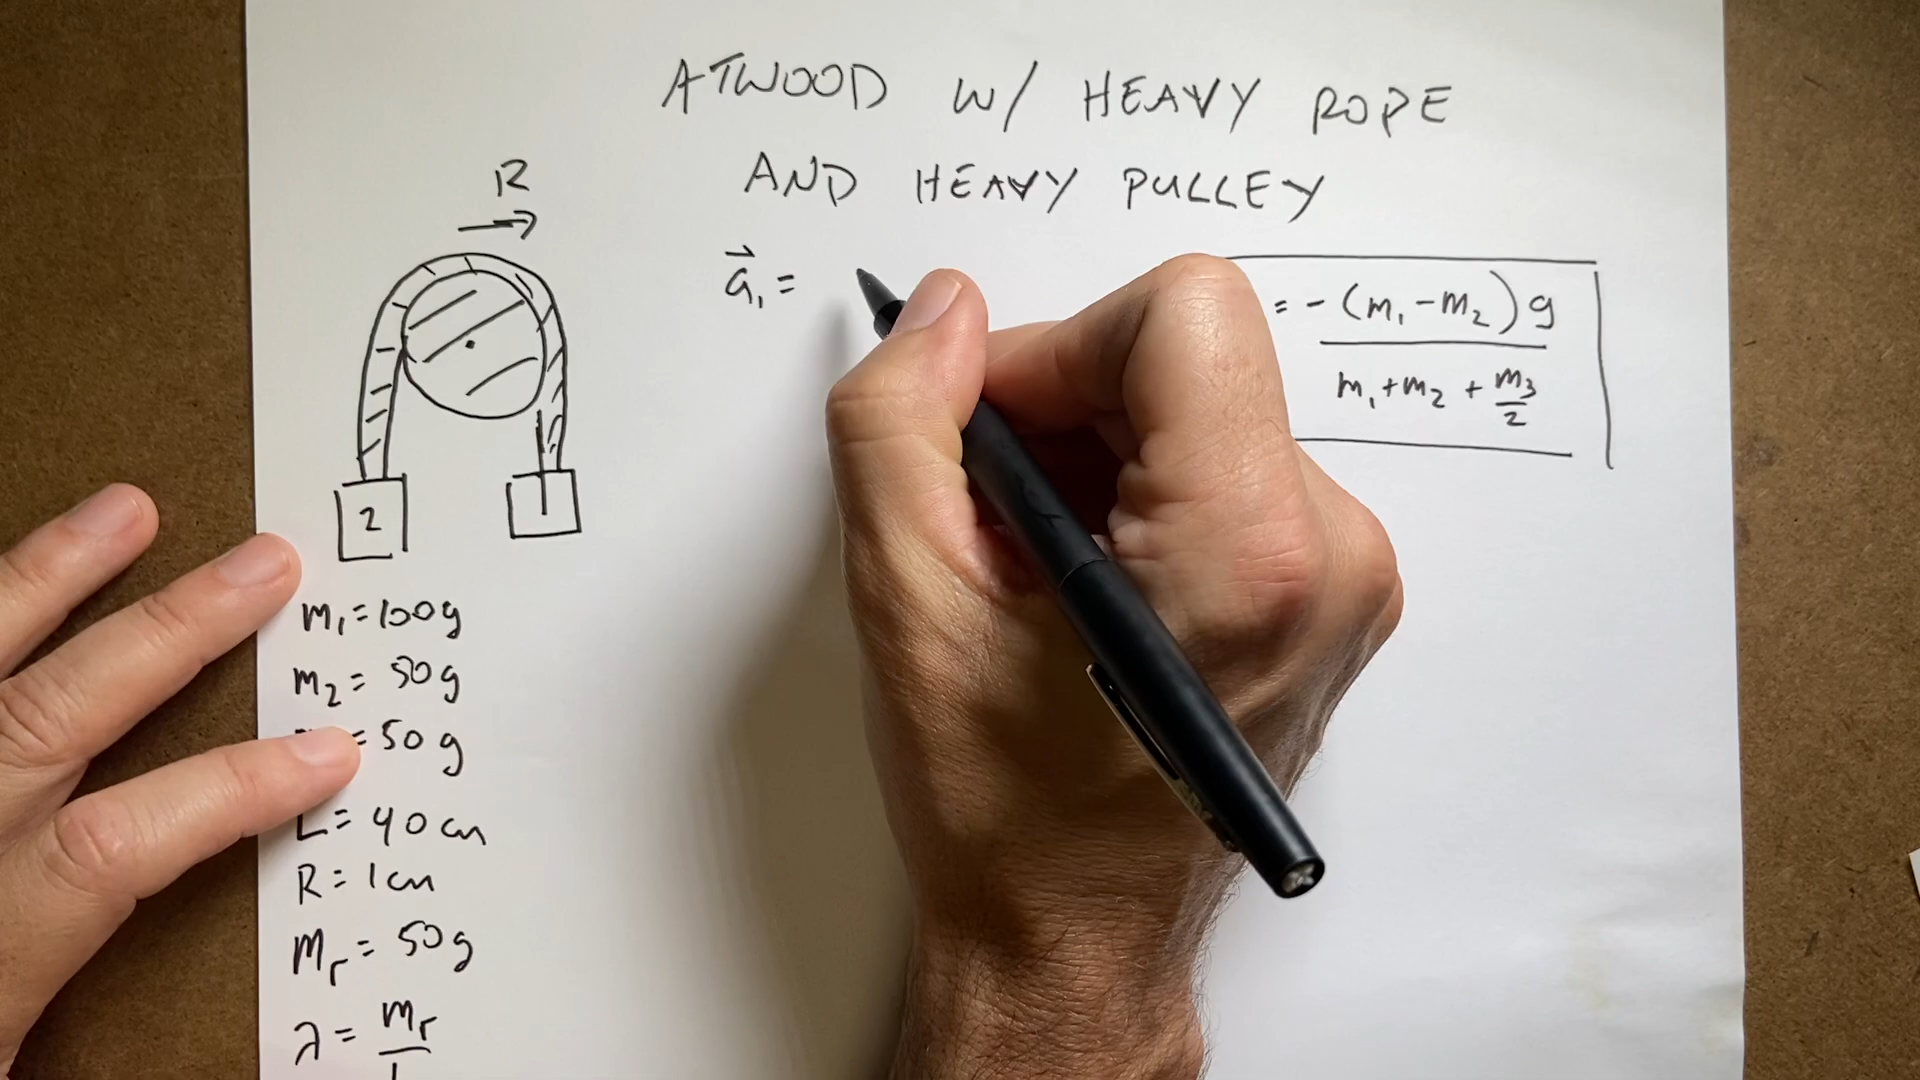 ATWOOD W/ HEAVY ROPE
AND HEAVY PULLEY
R
a⃗₁ =
= -(m₁-m₂)g
m₁+m₂ + m₃/2
2
1
m₁=100g
m₂= 50g
=50g
L= 40cm
R= 1cm
mᵣ= 50g
λ= mᵣ